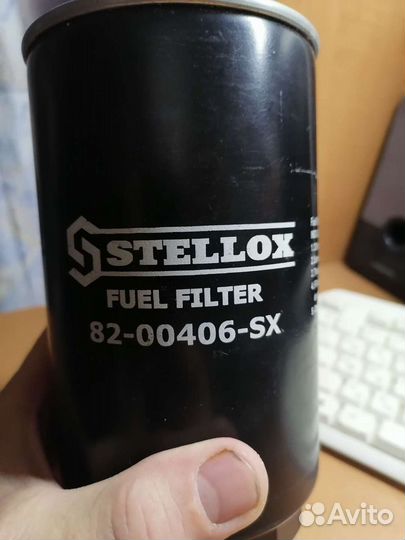 STELLOX
FUEL FILTER
82-00406-SX
Avito